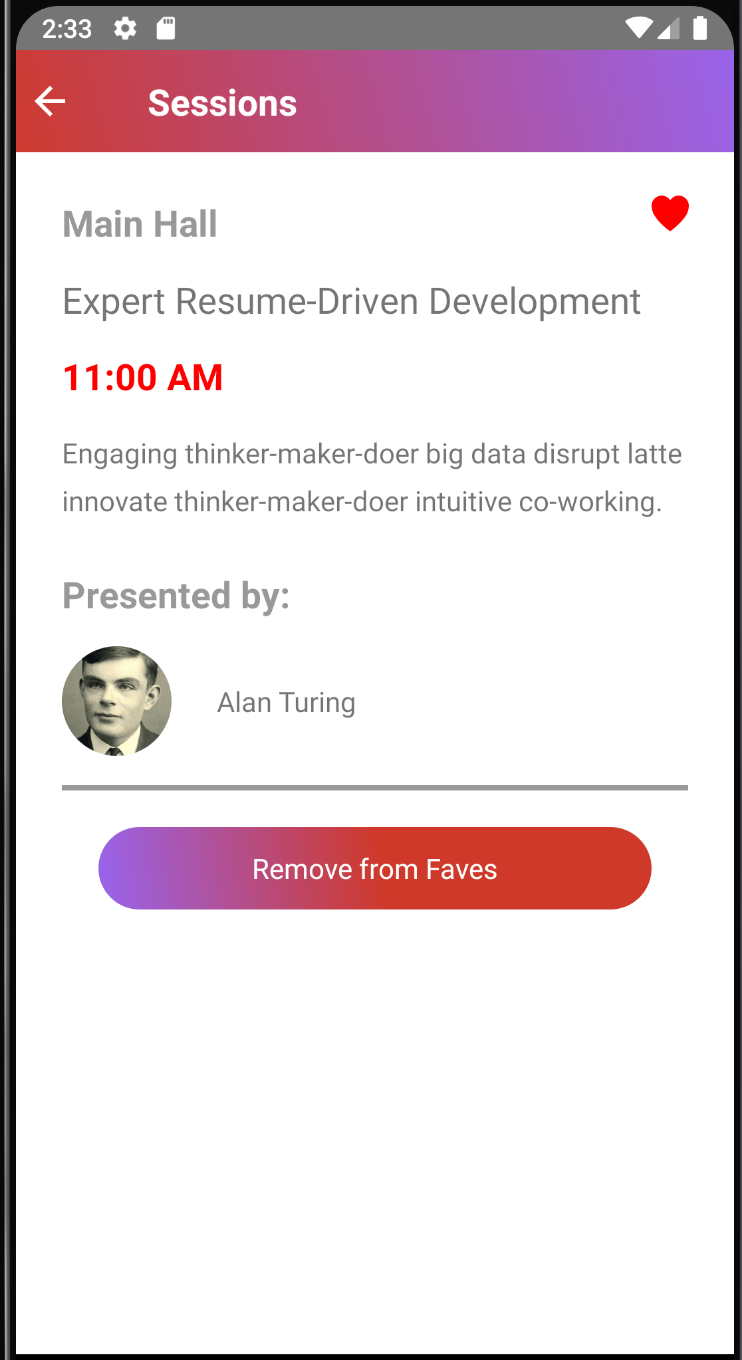 2:33
Sessions
Main Hall
Expert Resume-Driven Development
11:00 AM
Engaging thinker-maker-doer big data disrupt latte
innovate thinker-maker-doer intuitive co-working.
Presented by:
Alan Turing
Remove from Faves